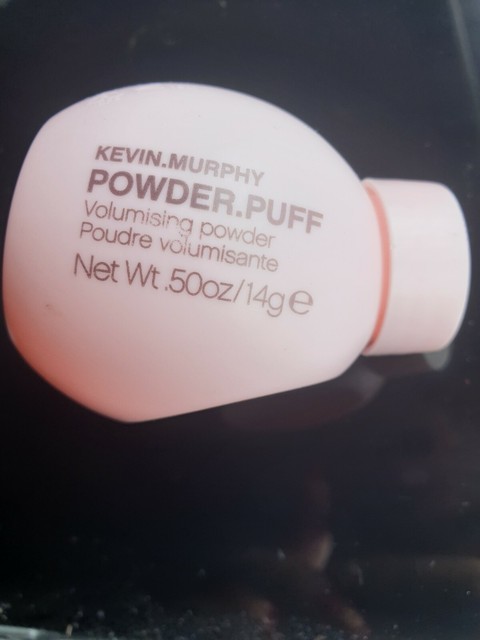 KEVIN.MURPHY
POWDER.PUFF
Volumising powder
Poudre volumisante
Net Wt .50oz/14g℮